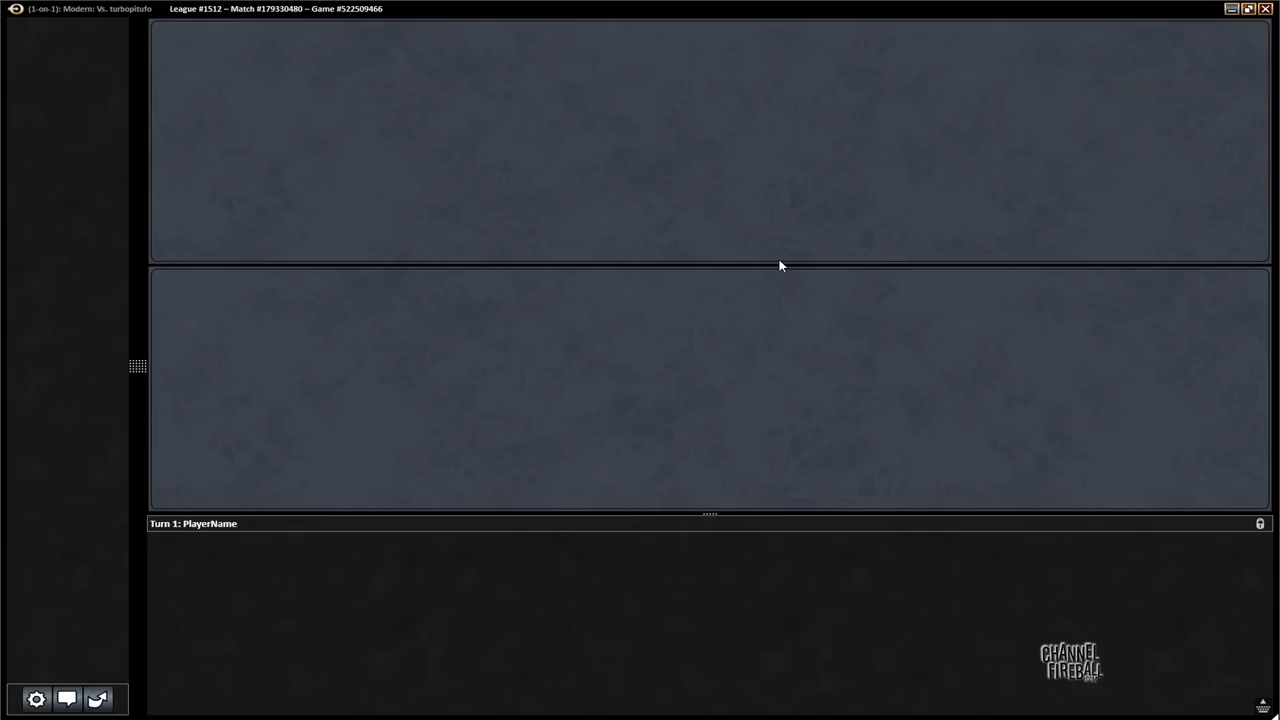 (1-on-1): Modern: Vs. turbopitufo
League #1512 – Match #179330480 – Game #522509466
Turn 1: PlayerName
CHANNEL
FIREBALL